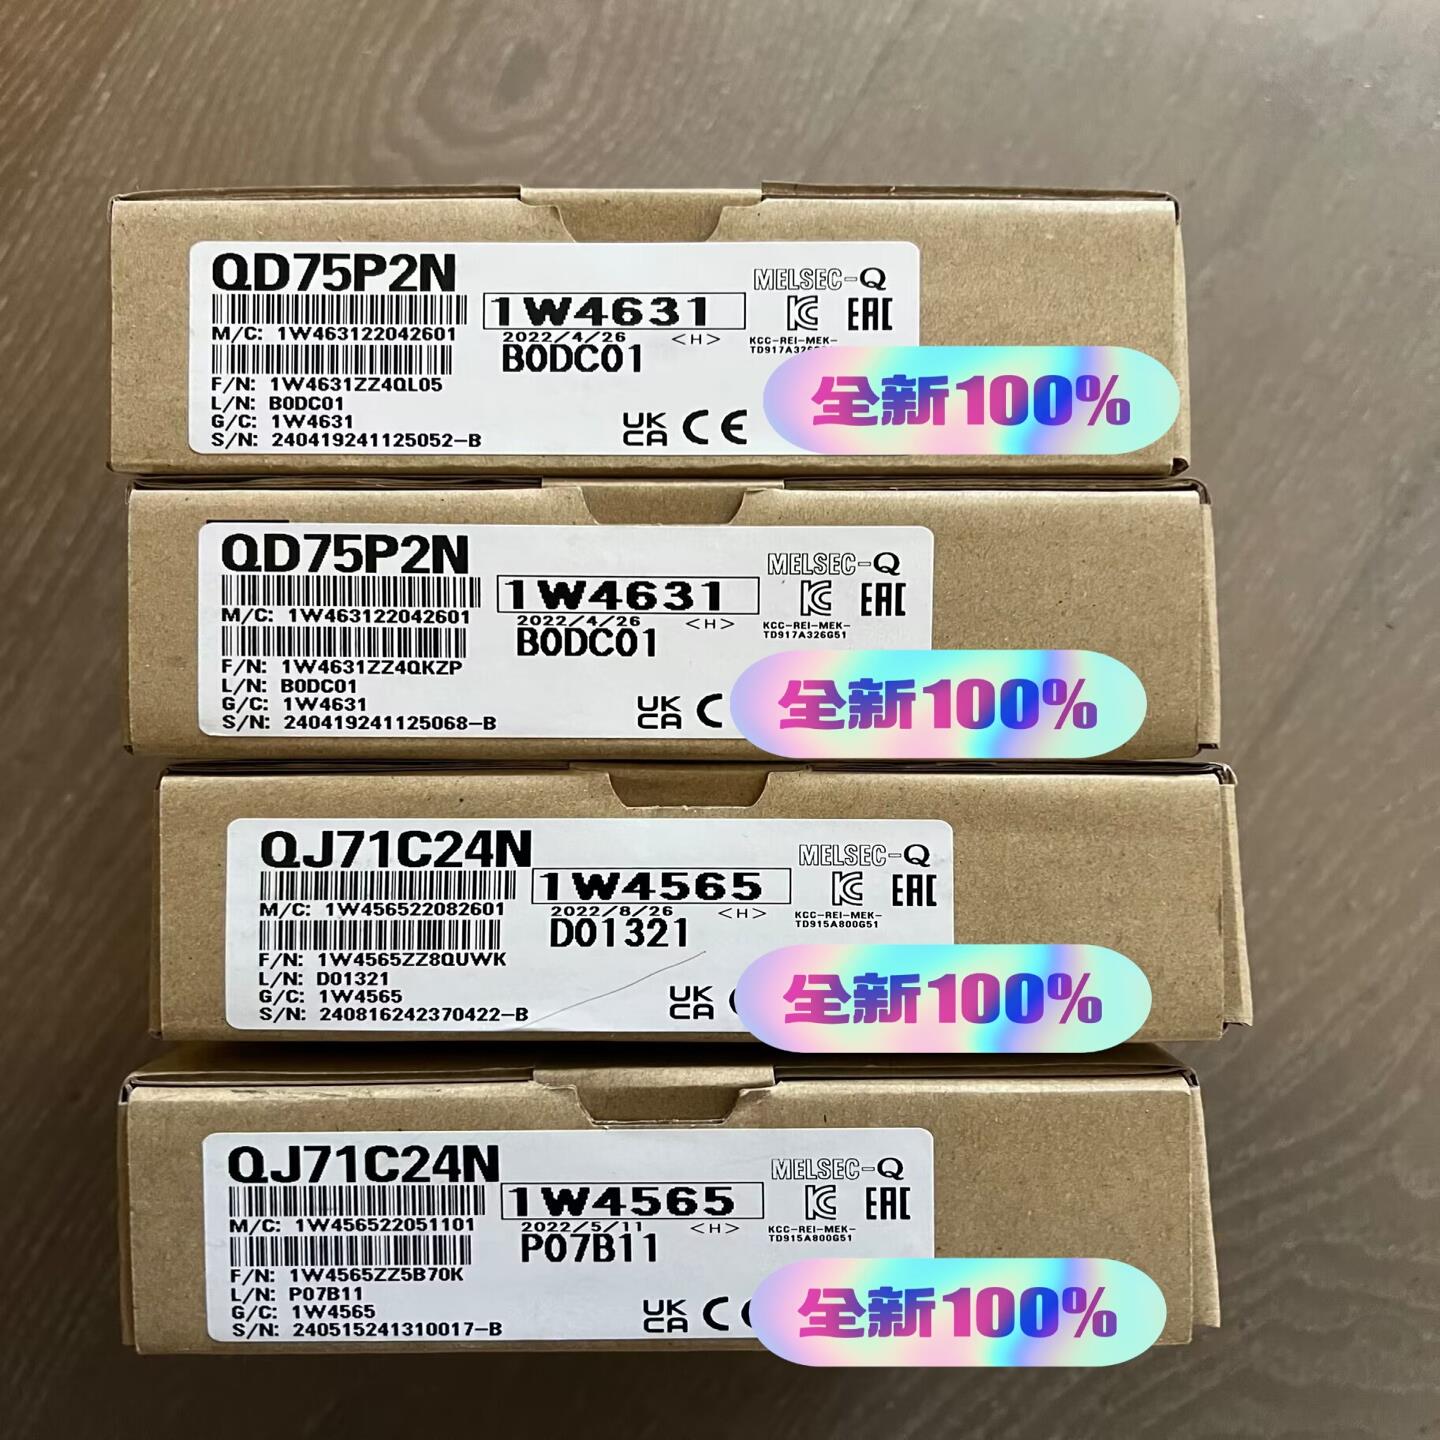 QD75P2N
MELSEC-Q
1W4631
EAC
M/C: 1W463122042601
2022/4/26 <H>
KCC-REI-MEK-
B0DC01
F/N: 1W4631ZZ4QL05
L/N: B0DC01
G/C: 1W4631
S/N: 240419241125052-B
UK
CA CE
全新100%
QD75P2N
MELSEC-Q
1W4631
EAC
M/C: 1W463122042601
2022/4/26 <H>
KCC-REI-MEK-
TD917A326G51
B0DC01
F/N: 1W4631ZZ4QKZP
L/N: B0DC01
G/C: 1W4631
S/N: 240419241125068-B
UK
CA C
全新100%
QJ71C24N
MELSEC-Q
1W4565
EAC
M/C: 1W456522082601
2022/8/26 <H>
KCC-REI-MEK-
TD915A800G51
D01321
F/N: 1W4565ZZ8QUWK
L/N: D01321
G/C: 1W4565
S/N: 240816242370422-B
UK
CA
全新100%
QJ71C24N
MELSEC-Q
1W4565
EAC
M/C: 1W456522051101
2022/5/11 <H>
KCC-REI-MEK-
TD915A800G51
P07B11
F/N: 1W4565ZZ5B70K
L/N: P07B11
G/C: 1W4565
S/N: 240515241310017-B
UK
CA C
全新100%